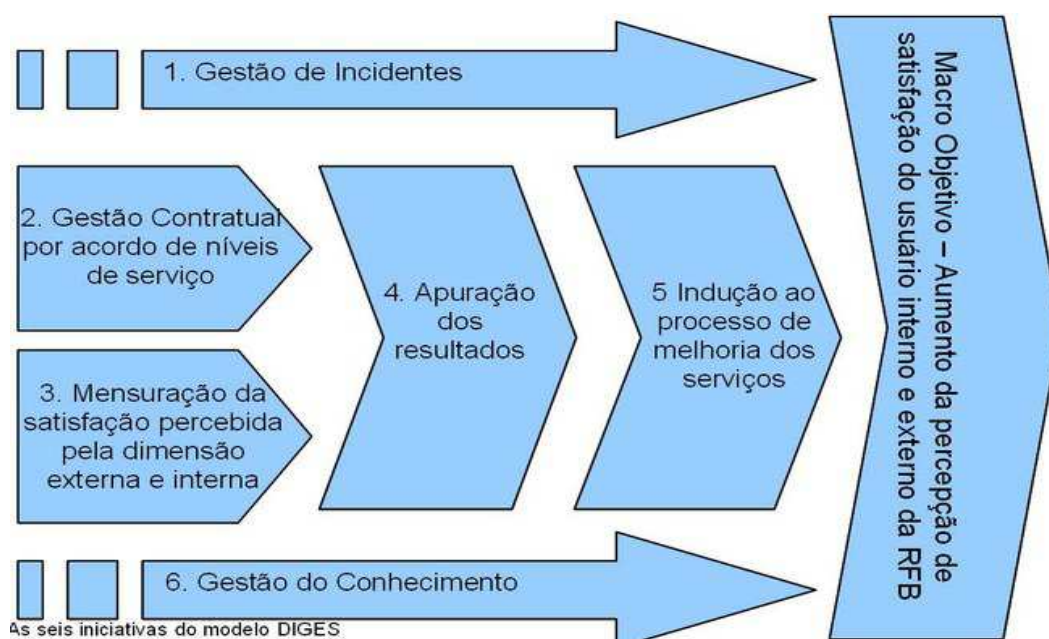 1. Gestão de Incidentes
2. Gestão Contratual
por acordo de níveis
de serviço
3. Mensuração da
satisfação percebida
pela dimensão
externa e interna
4. Apuração
dos
resultados
5 Indução ao
processo de
melhoria dos
serviços
6. Gestão do Conhecimento
Macro Objetivo – Aumento da percepção de
satisfação do usuário interno e externo da RFB
As seis iniciativas do modelo DIGES